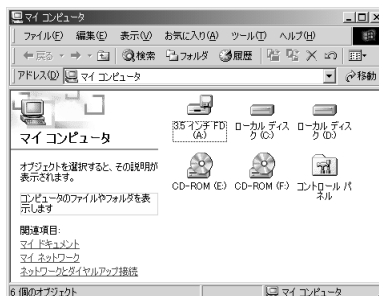 マイ コンピュータ
ファイル(F) 編集(E) 表示(V) お気に入り(A) ツール(T) ヘルプ(H)
戻る 検索 フォルダ 履歴
アドレス(D) マイ コンピュータ 移動
マイ コンピュータ
オブジェクトを選択すると、その説明が
表示されます。
コンピュータのファイルやフォルダを表
示します
関連項目:
マイ ドキュメント
マイ ネットワーク
ネットワークとダイヤルアップ接続
3.5 インチ FD
(A:)
ローカル ディス
ク (C:)
ローカル ディス
ク (D:)
CD-ROM (E:)
CD-ROM (F:)
コントロール パ
ネル
6 個のオブジェクト
マイ コンピュータ